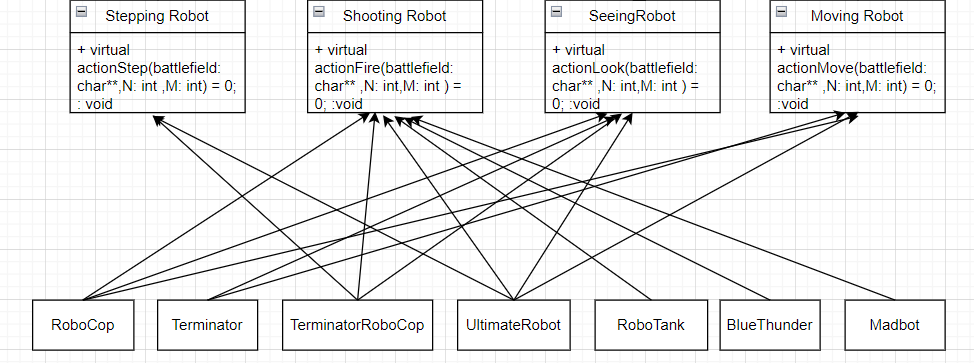 Stepping Robot
+ virtual
actionStep(battlefield:
char**,N: int ,M: int) = 0;
: void
Shooting Robot
+ virtual
actionFire(battlefield:
char** ,N: int,M: int ) =
0; :void
SeeingRobot
+ virtual
actionLook(battlefield:
char** ,N: int,M: int ) =
0; :void
Moving Robot
+ virtual
actionMove(battlefield:
char** ,N: int,M: int) = 0;
:void
RoboCop
Terminator
TerminatorRoboCop
UltimateRobot
RoboTank
BlueThunder
Madbot